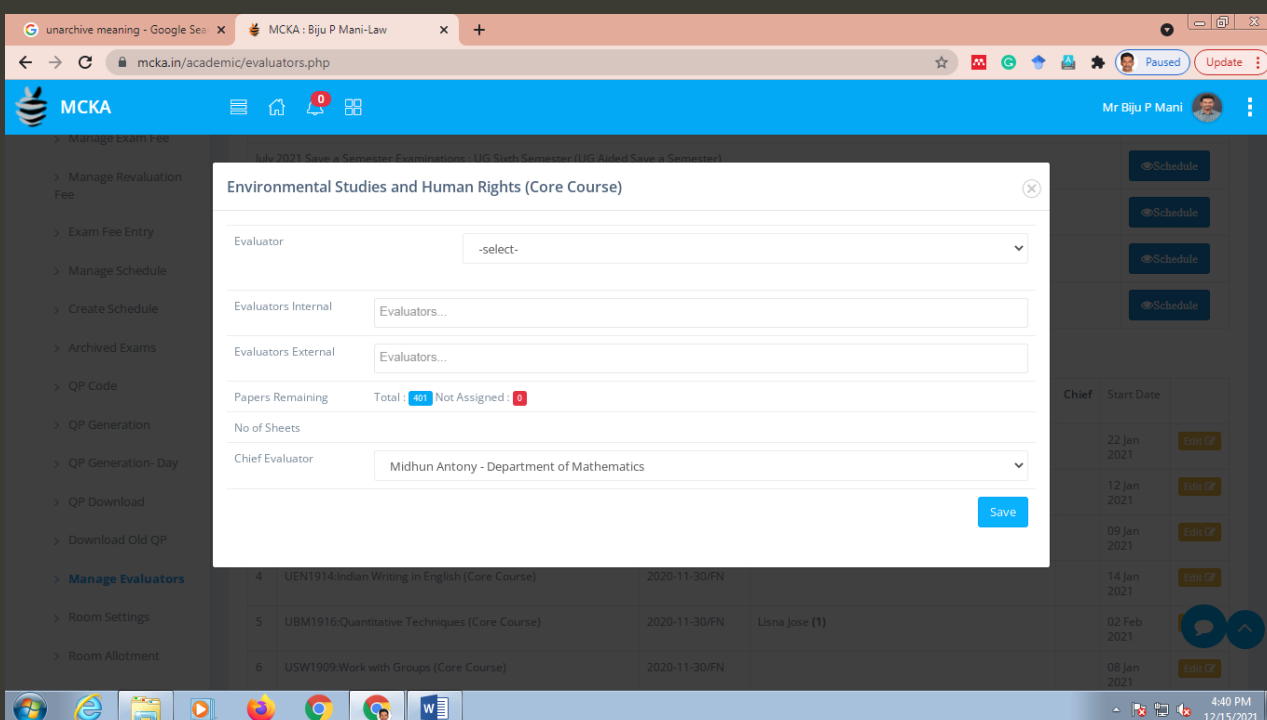 unarchive meaning - Google Sea
MCKA : Biju P Mani-Law
mcka.in/academic/evaluators.php
Paused
Update
MCKA
0
Mr Biju P Mani
> Manage Exam Fee
> Manage Revaluation
Fee
> Exam Fee Entry
> Manage Schedule
> Create Schedule
> Archived Exams
> QP Code
> QP Generation
> QP Generation- Day
> QP Download
> Download Old QP
> Manage Evaluators
> Room Settings
> Room Allotment
July 2021 Save a Semester Examinations : UG Sixth Semester (UG Aided Save a Semester)
Schedule
Schedule
Schedule
Schedule
Environmental Studies and Human Rights (Core Course)
Evaluator
-select-
Evaluators Internal
Evaluators...
Evaluators External
Evaluators...
Papers Remaining Total : 401 Not Assigned : 0
No of Sheets
Chief Evaluator
Midhun Antony - Department of Mathematics
Save
Chief Start Date
22 Jan
2021
Edit
12 Jan
2021
Edit
09 Jan
2021
Edit
4 UEN1914:Indian Writing in English (Core Course) 2020-11-30/FN
14 Jan
2021
Edit
5 UBM1916:Quantitative Techniques (Core Course) 2020-11-30/FN Lisna Jose (1)
02 Feb
2021
6 USW1909:Work with Groups (Core Course) 2020-11-30/FN
08 Jan
2021
Edit
4:40 PM
12/15/2021